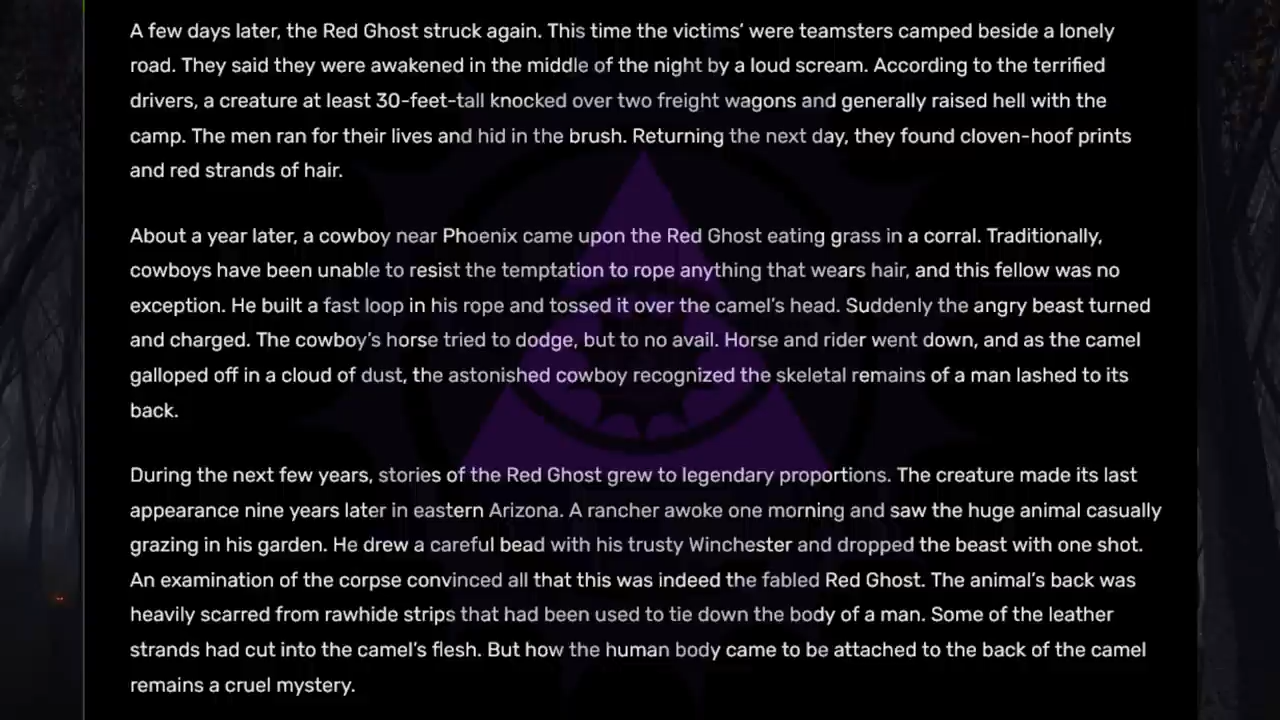 A few days later, the Red Ghost struck again. This time the victims’ were teamsters camped beside a lonely
road. They said they were awakened in the middle of the night by a loud scream. According to the terrified
drivers, a creature at least 30-feet-tall knocked over two freight wagons and generally raised hell with the
camp. The men ran for their lives and hid in the brush. Returning the next day, they found cloven-hoof prints
and red strands of hair.
About a year later, a cowboy near Phoenix came upon the Red Ghost eating grass in a corral. Traditionally,
cowboys have been unable to resist the temptation to rope anything that wears hair, and this fellow was no
exception. He built a fast loop in his rope and tossed it over the camel’s head. Suddenly the angry beast turned
and charged. The cowboy’s horse tried to dodge, but to no avail. Horse and rider went down, and as the camel
galloped off in a cloud of dust, the astonished cowboy recognized the skeletal remains of a man lashed to its
back.
During the next few years, stories of the Red Ghost grew to legendary proportions. The creature made its last
appearance nine years later in eastern Arizona. A rancher awoke one morning and saw the huge animal casually
grazing in his garden. He drew a careful bead with his trusty Winchester and dropped the beast with one shot.
An examination of the corpse convinced all that this was indeed the fabled Red Ghost. The animal’s back was
heavily scarred from rawhide strips that had been used to tie down the body of a man. Some of the leather
strands had cut into the camel’s flesh. But how the human body came to be attached to the back of the camel
remains a cruel mystery.